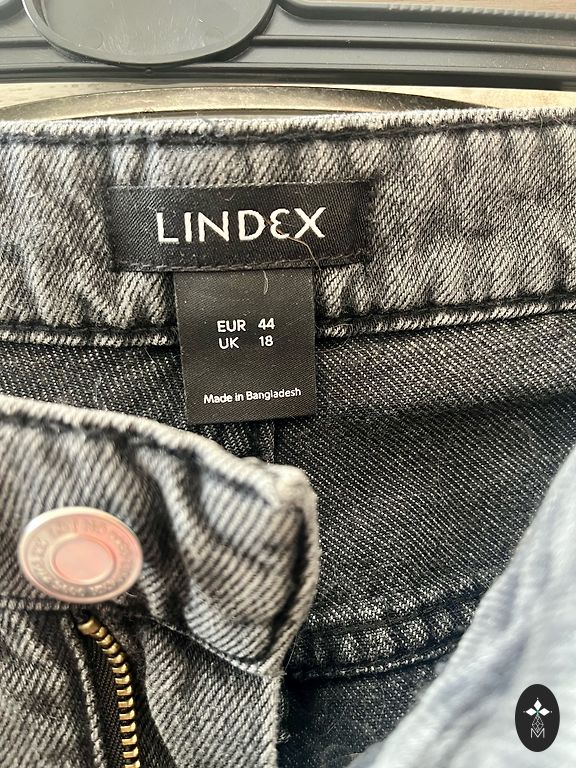 LINDEX
EUR 44
UK 18
Made in Bangladesh